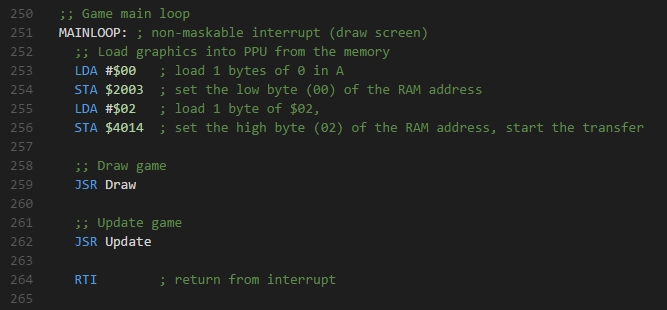 250 ;; Game main loop
251 MAINLOOP: ; non-maskable interrupt (draw screen)
252 ;; Load graphics into PPU from the memory
253 LDA #$00 ; load 1 bytes of 0 in A
254 STA $2003 ; set the low byte (00) of the RAM address
255 LDA #$02 ; load 1 byte of $02,
256 STA $4014 ; set the high byte (02) of the RAM address, start the transfer
257
258 ;; Draw game
259 JSR Draw
260
261 ;; Update game
262 JSR Update
263
264 RTI ; return from interrupt
265